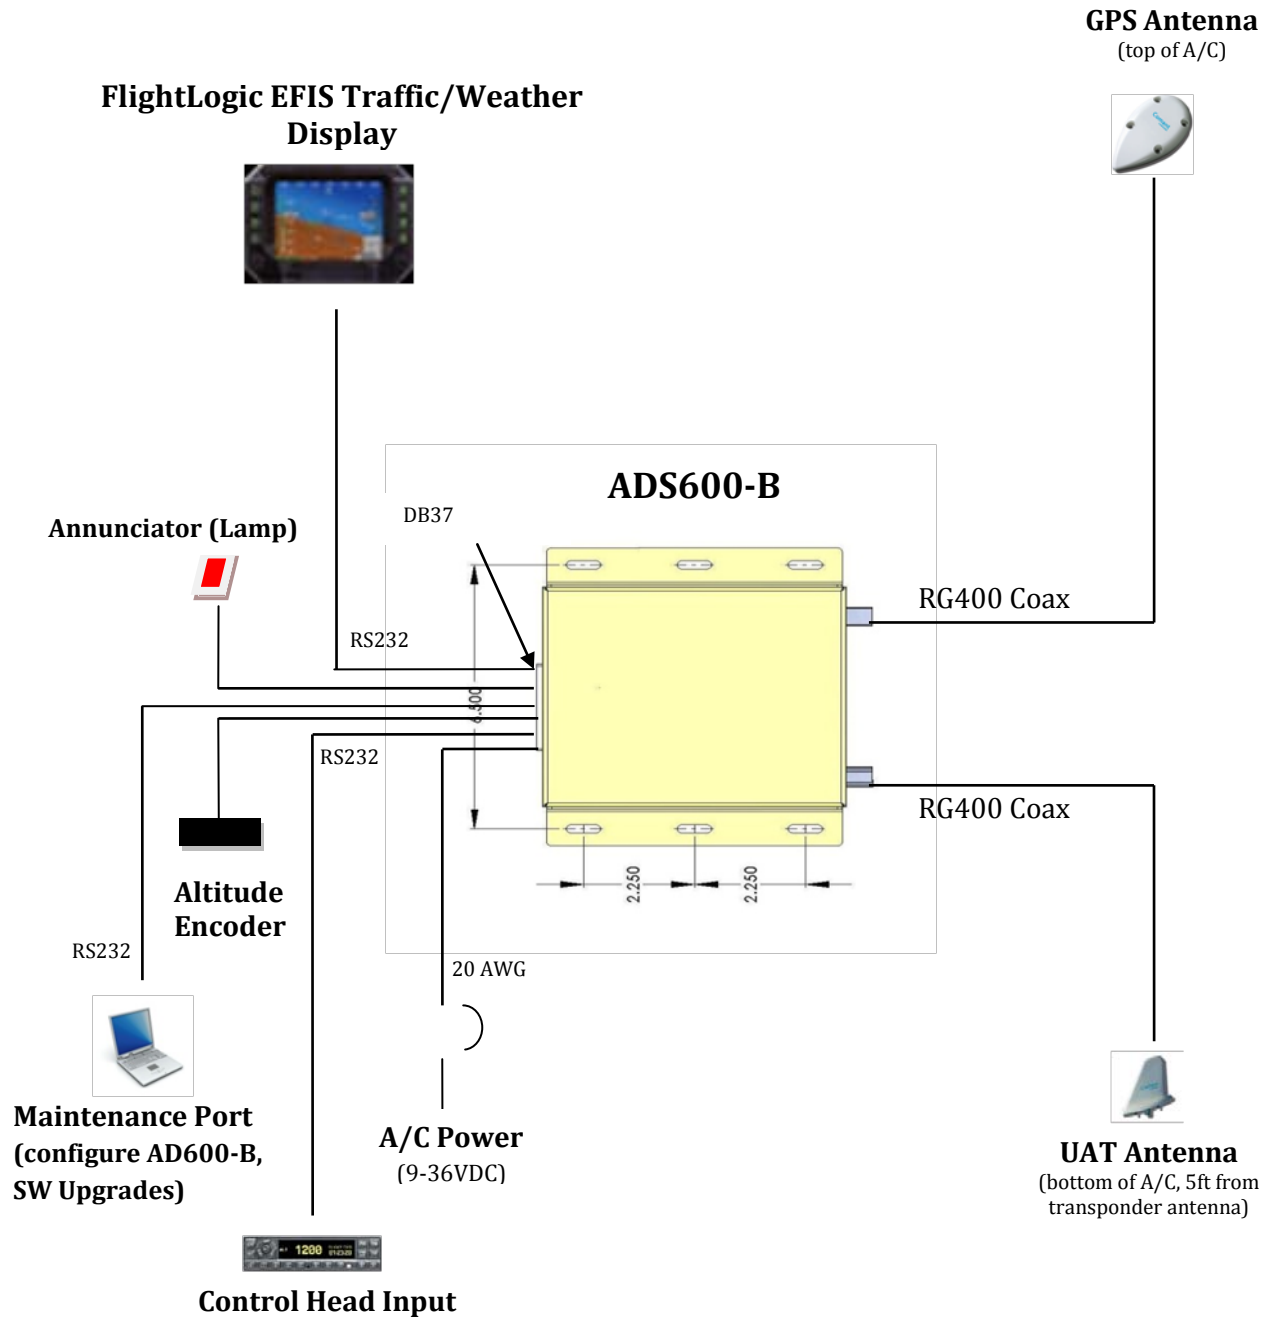 GPS Antenna
(top of A/C)
FlightLogic EFIS Traffic/Weather
Display
ADS600-B
DB37
Annunciator (Lamp)
RG400 Coax
RS232
6.500
RS232
RG400 Coax
2.250
2.250
Altitude
Encoder
RS232
20 AWG
Maintenance Port
(configure AD600-B,
SW Upgrades)
A/C Power
(9-36VDC)
UAT Antenna
(bottom of A/C, 5ft from
transponder antenna)
1200
Control Head Input